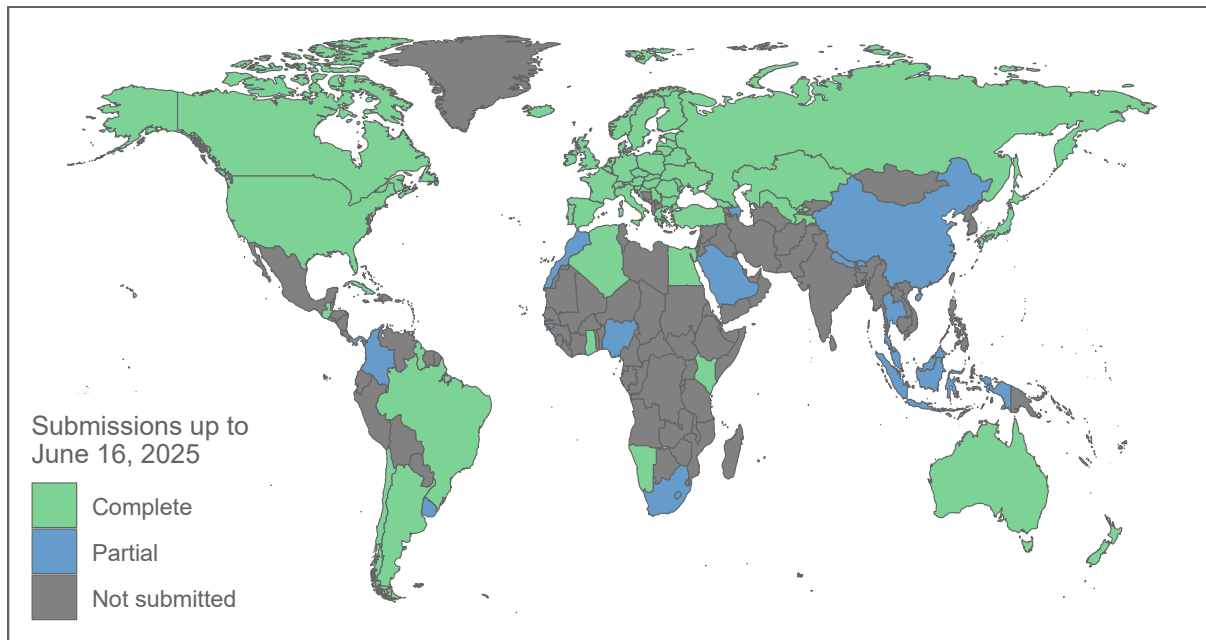 Submissions up to
June 16, 2025
Complete
Partial
Not submitted